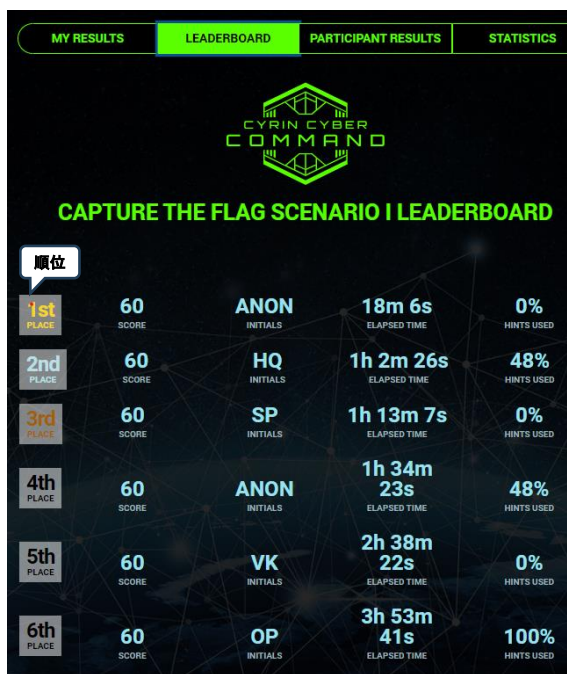 MY RESULTS LEADERBOARD PARTICIPANT RESULTS STATISTICS
CYRIN CYBER
COMMAND
CAPTURE THE FLAG SCENARIO I LEADERBOARD
順位
1st 60 ANON 18m 6s 0%
PLACE SCORE INITIALS ELAPSED TIME HINTS USED
2nd 60 HQ 1h 2m 26s 48%
PLACE SCORE INITIALS ELAPSED TIME HINTS USED
3rd 60 SP 1h 13m 7s 0%
PLACE SCORE INITIALS ELAPSED TIME HINTS USED
4th 60 ANON 1h 34m 23s 48%
PLACE SCORE INITIALS ELAPSED TIME HINTS USED
5th 60 VK 2h 38m 22s 0%
PLACE SCORE INITIALS ELAPSED TIME HINTS USED
6th 60 OP 3h 53m 41s 100%
PLACE SCORE INITIALS ELAPSED TIME HINTS USED